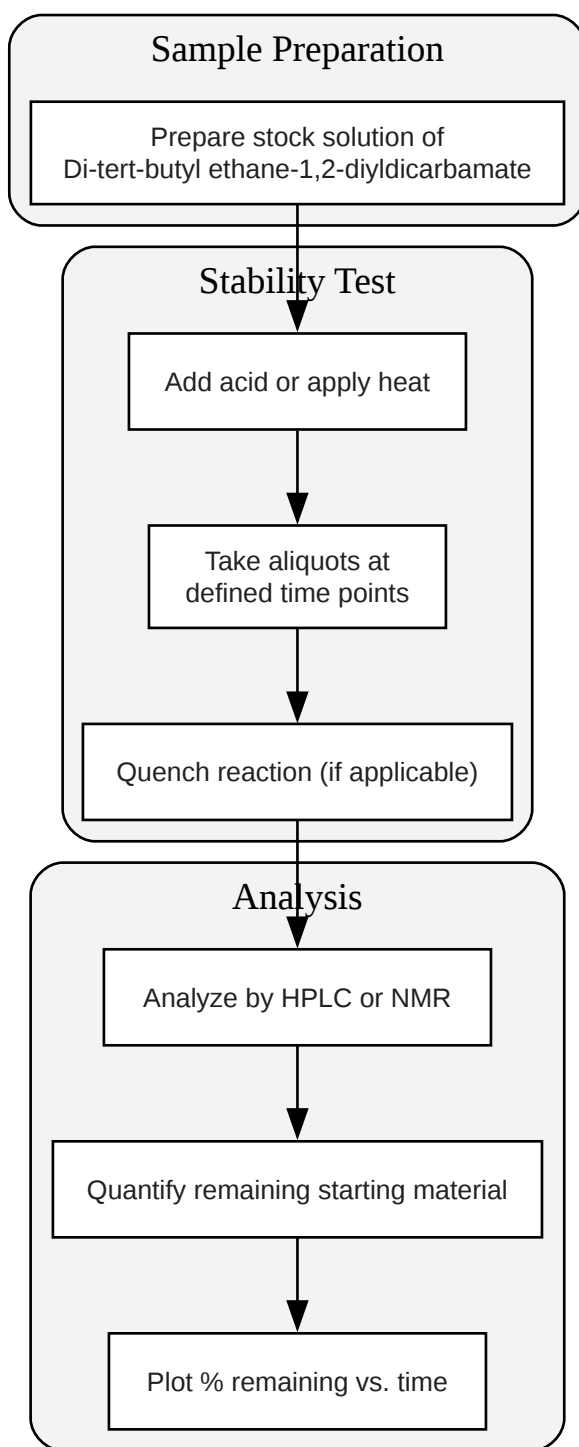 Sample Preparation
Prepare stock solution of
Di-tert-butyl ethane-1,2-diyldicarbamate
Stability Test
Add acid or apply heat
Take aliquots at
defined time points
Quench reaction (if applicable)
Analysis
Analyze by HPLC or NMR
Quantify remaining starting material
Plot % remaining vs. time